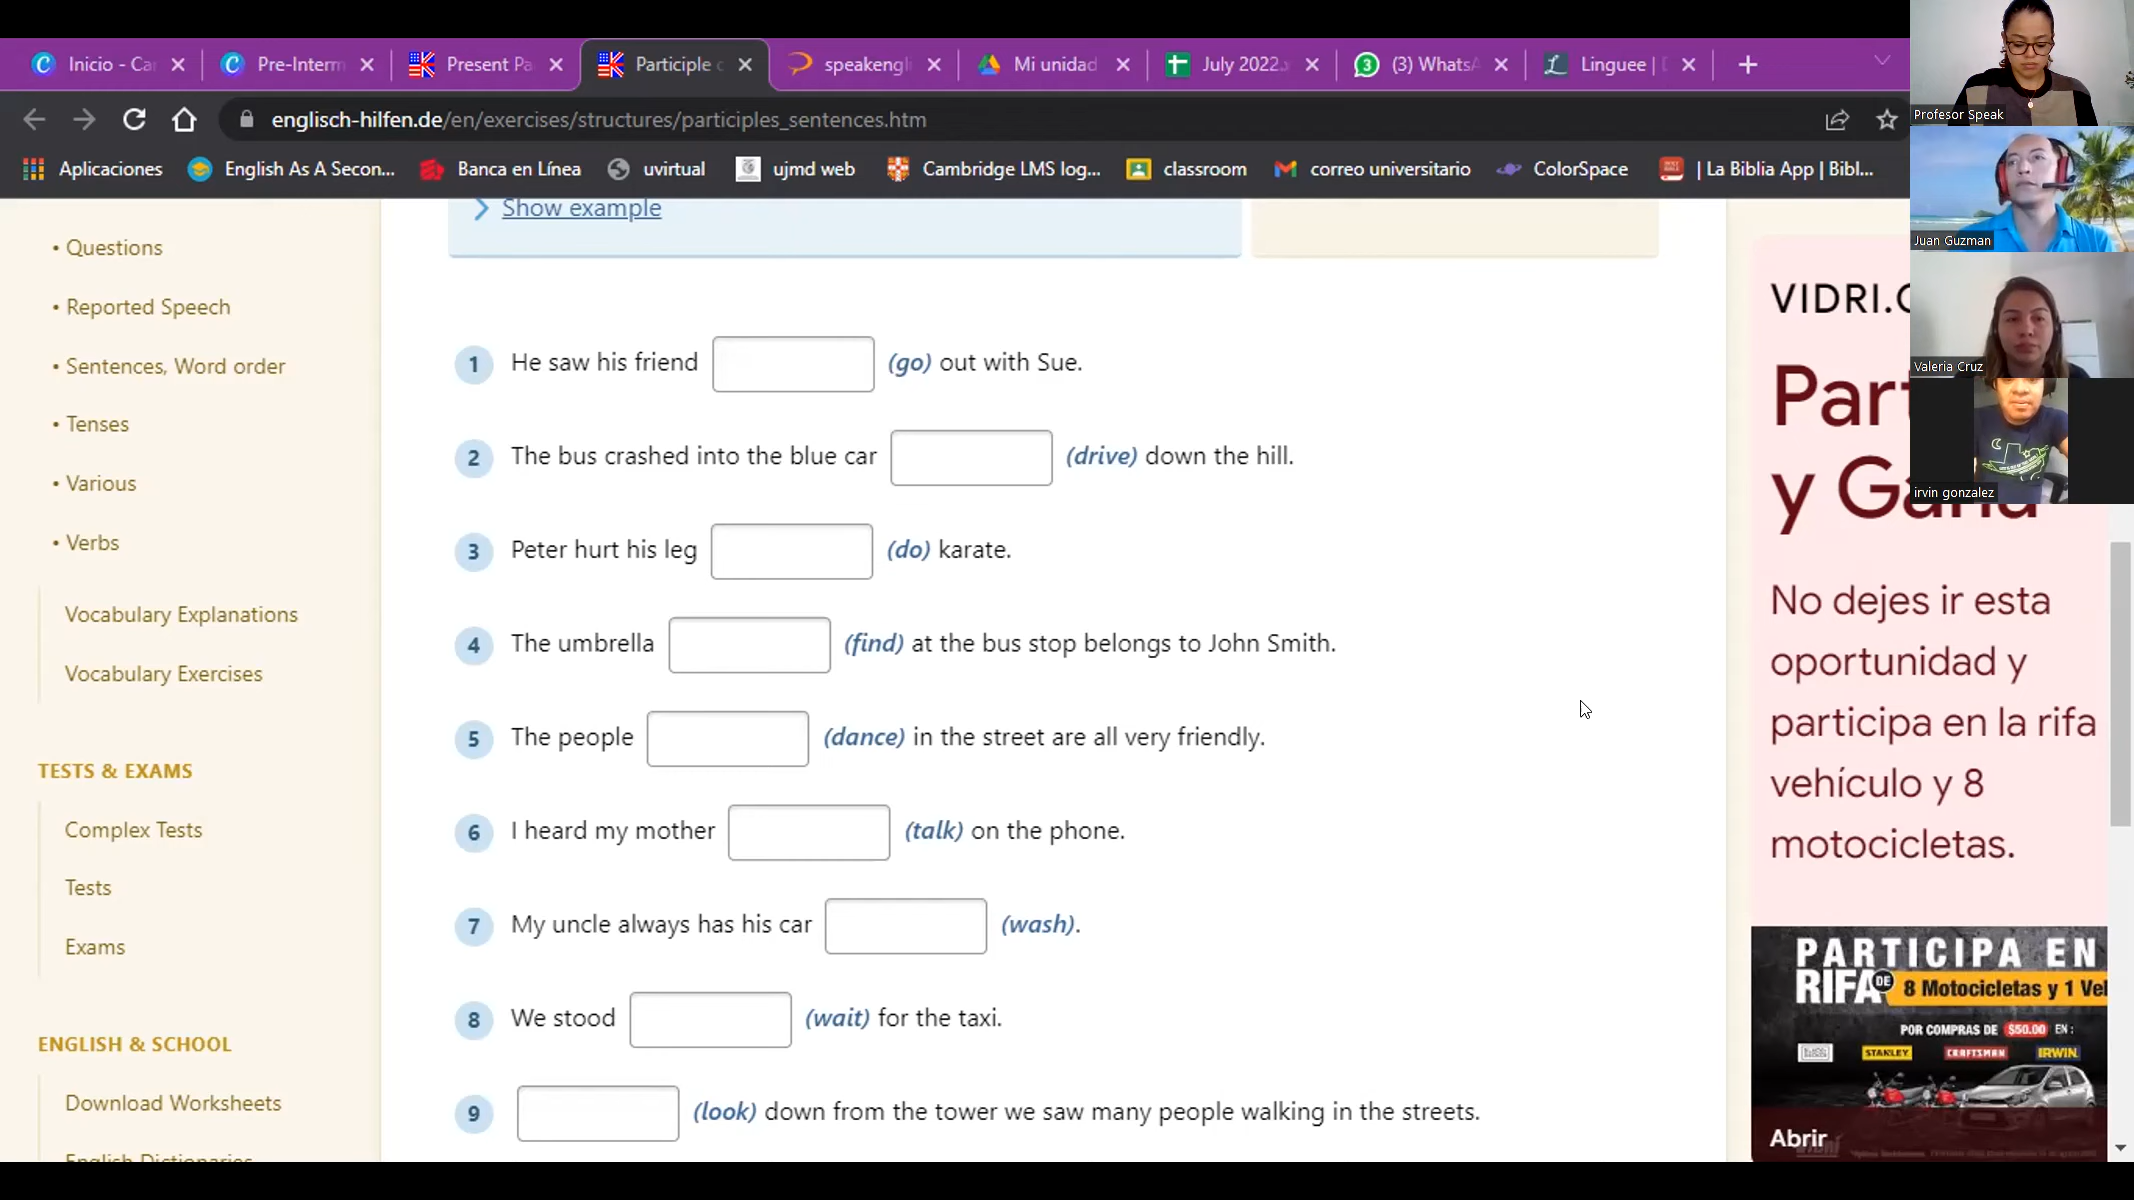 Inicio - Ca
Pre-Interm
Present Pa
Participle c
speakengl
Mi unidad
July 2022.
(3) Whats
Linguee |
englisch-hilfen.de/en/exercises/structures/participles_sentences.htm
Aplicaciones
English As A Secon...
Banca en Línea
uvirtual
ujmd web
Cambridge LMS log...
classroom
correo universitario
ColorSpace
| La Biblia App | Bibl...
Profesor Speak
Juan Guzman
Valeria Cruz
irvin gonzalez
• Questions
• Reported Speech
• Sentences, Word order
• Tenses
• Various
• Verbs
Vocabulary Explanations
Vocabulary Exercises
TESTS & EXAMS
Complex Tests
Tests
Exams
ENGLISH & SCHOOL
Download Worksheets
English Dictionaries
Show example
1 He saw his friend (go) out with Sue.
2 The bus crashed into the blue car (drive) down the hill.
3 Peter hurt his leg (do) karate.
4 The umbrella (find) at the bus stop belongs to John Smith.
5 The people (dance) in the street are all very friendly.
6 I heard my mother (talk) on the phone.
7 My uncle always has his car (wash).
8 We stood (wait) for the taxi.
9 (look) down from the tower we saw many people walking in the streets.
VIDRI.
Par
y Gana
No dejes ir esta
oportunidad y
participa en la rifa
vehículo y 8
motocicletas.
PARTICIPA EN
RIFA DE 8 Motocicletas y 1 Ve
POR COMPRAS DE $50.00 EN:
STANLEY CRAFTSMAN IRWIN
Abrir